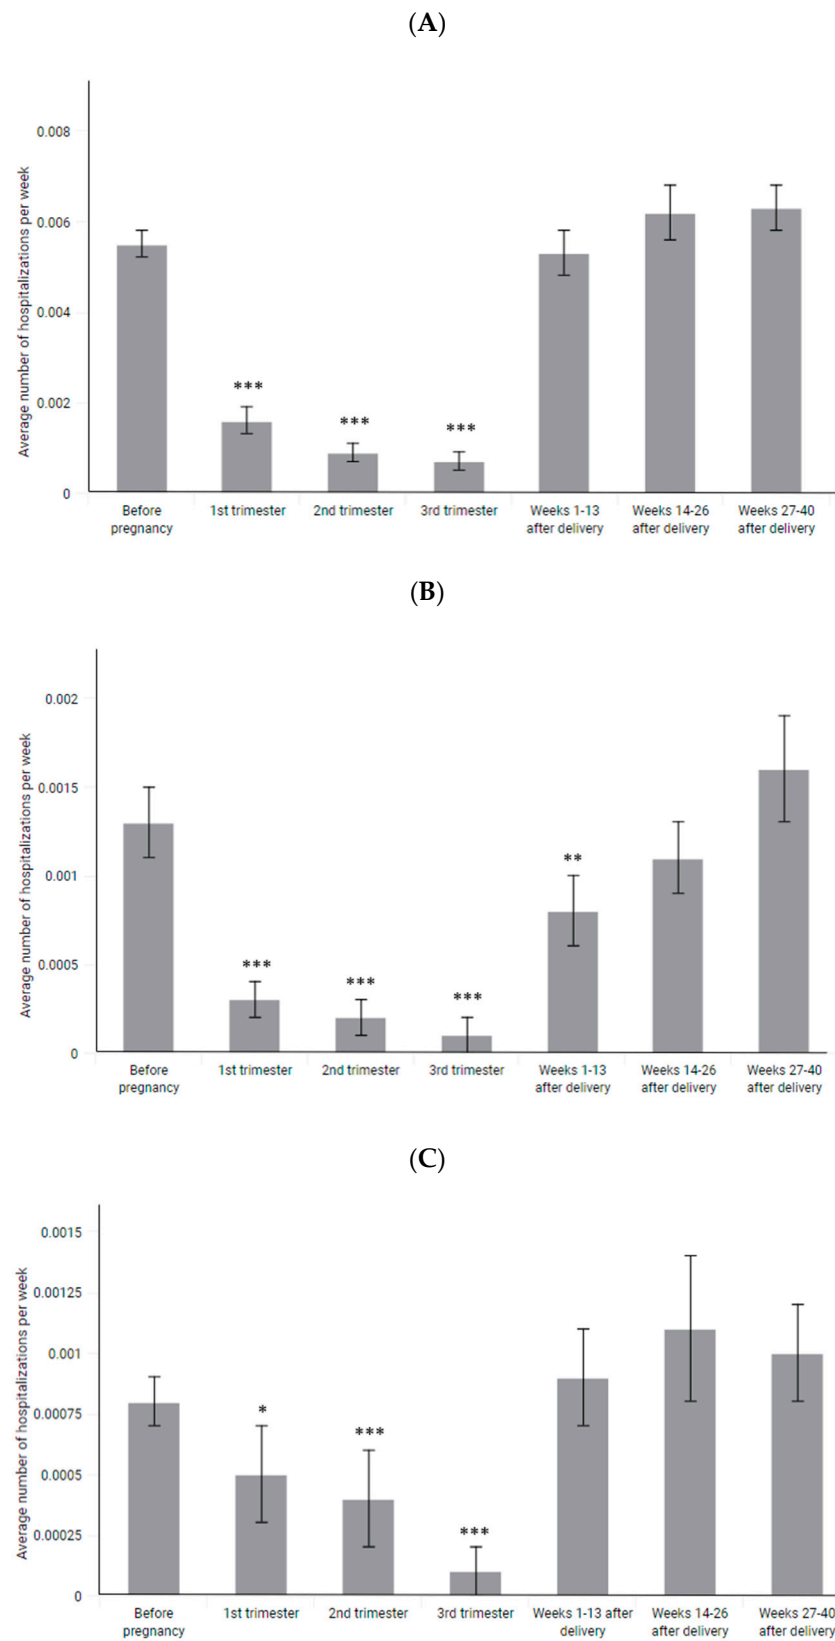 (A)
Average number of hospitalizations per week
0.008
0.006
0.004
0.002
0
***
***
***
Before
pregnancy
1st trimester
2nd trimester
3rd trimester
Weeks 1-13
after delivery
Weeks 14-26
after delivery
Weeks 27-40
after delivery
(B)
Average number of hospitalizations per week
0.002
0.0015
0.001
0.0005
0
***
***
***
**
Before
pregnancy
1st trimester
2nd trimester
3rd trimester
Weeks 1-13
after delivery
Weeks 14-26
after delivery
Weeks 27-40
after delivery
(C)
Average number of hospitalizations per week
0.0015
0.00125
0.001
0.00075
0.0005
0.00025
0
*
***
***
Before
pregnancy
1st trimester
2nd trimester
3rd trimester
Weeks 1-13 after
delivery
Weeks 14-26
after delivery
Weeks 27-40
after delivery